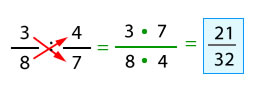 3/8 ÷ 4/7 = 3 · 7/8 · 4 = 21/32